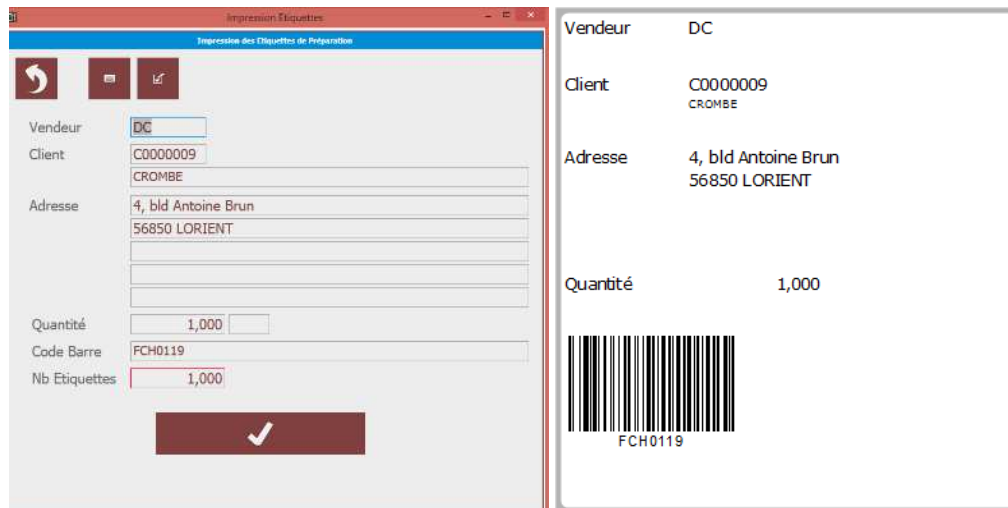 Impression Etiquettes
Impression des Etiquettes de Préparation
Vendeur DC
Client C0000009
CROMBE
Adresse 4, bld Antoine Brun
56850 LORIENT
Quantité 1,000
Code Barre FCH0119
Nb Etiquettes 1,000
Vendeur DC
Client C0000009
CROMBE
Adresse 4, bld Antoine Brun
56850 LORIENT
Quantité 1,000
FCH0119